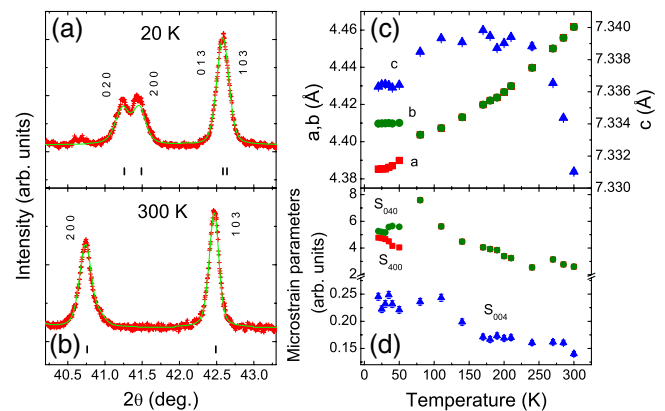 (a)
20 K
0 2 0
2 0 0
0 1 3
1 0 3
(b)
300 K
2 0 0
1 0 3
Intensity (arb. units)
40.5 41.0 41.5 42.0 42.5 43.0
2θ (deg.)
(c)
4.46
4.44
4.42
4.40
4.38
a,b (Å)
c
b
a
7.340
7.338
7.336
7.334
7.332
7.330
c (Å)
(d)
8
6
4
2
0.25
0.20
0.15
Microstrain parameters
(arb. units)
S040
S400
S004
0 50 100 150 200 250 300
Temperature (K)